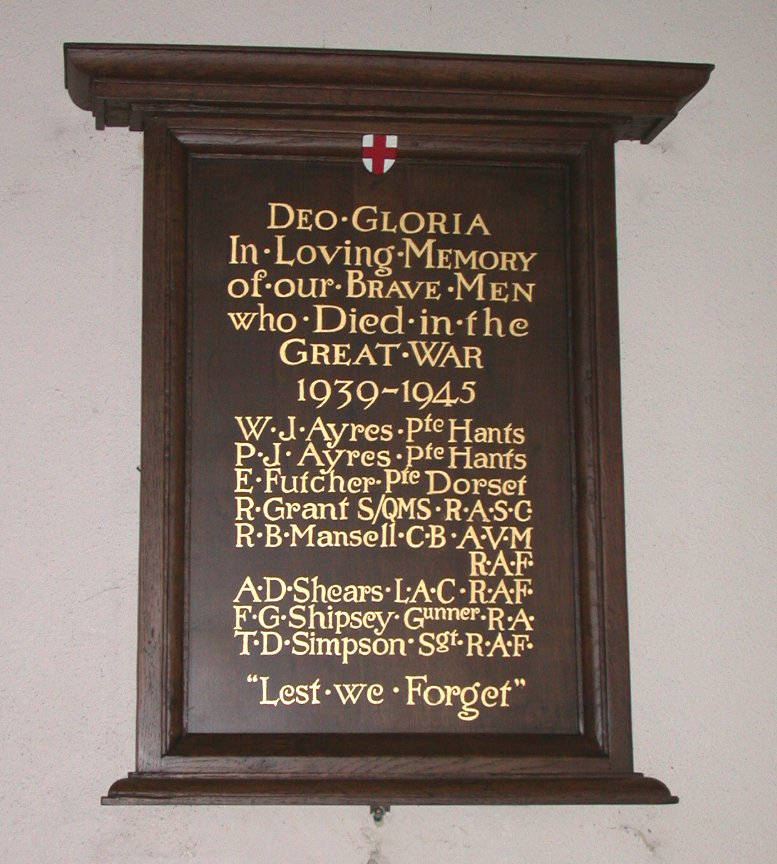 DEO·GLORIA
In·LOVING·MEMORY
of·our·BRAVE·MEN
who·Died·in·the
GREAT·WAR
1939-1945
W·J·Ayres·Pte Hants
P·J·Ayres·Pte Hants
E·Futcher·Pte Dorset
R·Grant S/QMS·R·A·S·C
R·B·Mansell·C·B·A·V·M
R·A·F·
A·D·Shears·L·A·C·R·A·F·
F·G·Shipsey·Gunner·R·A
T·D·Simpson·Sgt·R·A·F·
"Lest·we·Forget"